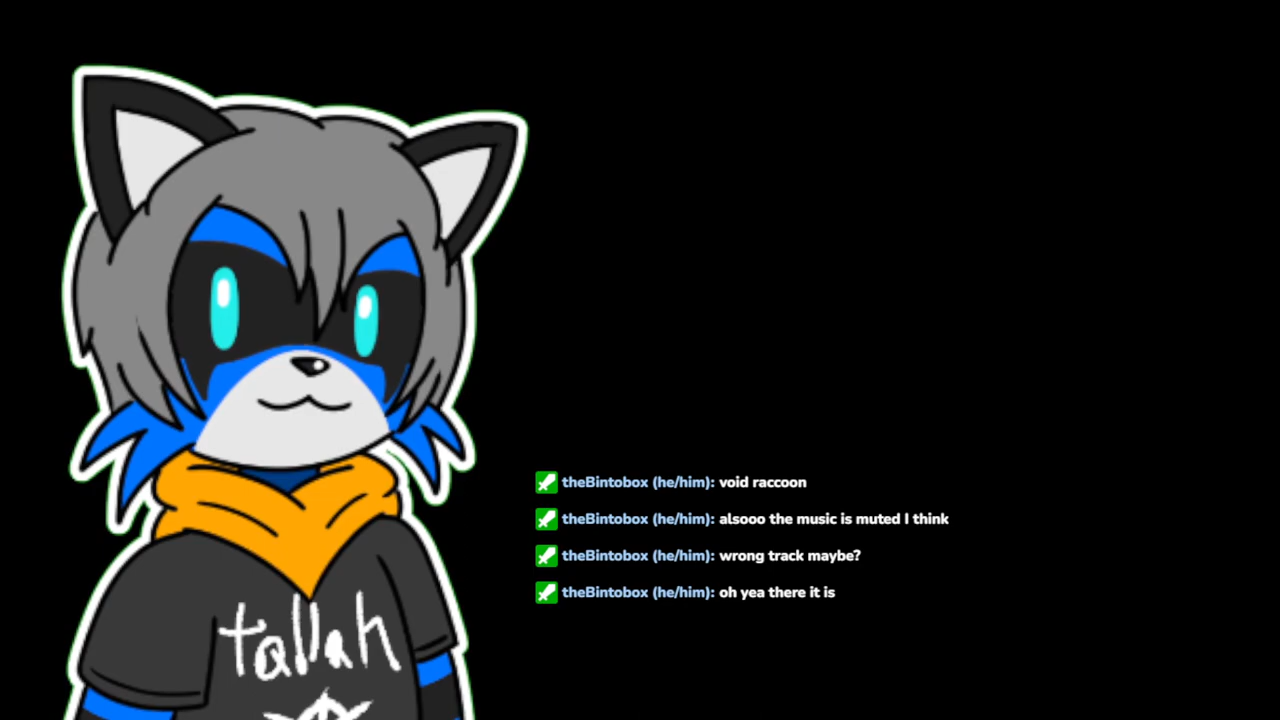 theBintobox (he/him): void raccoon
theBintobox (he/him): alsooo the music is muted I think
theBintobox (he/him): wrong track maybe?
theBintobox (he/him): oh yea there it is
tallah